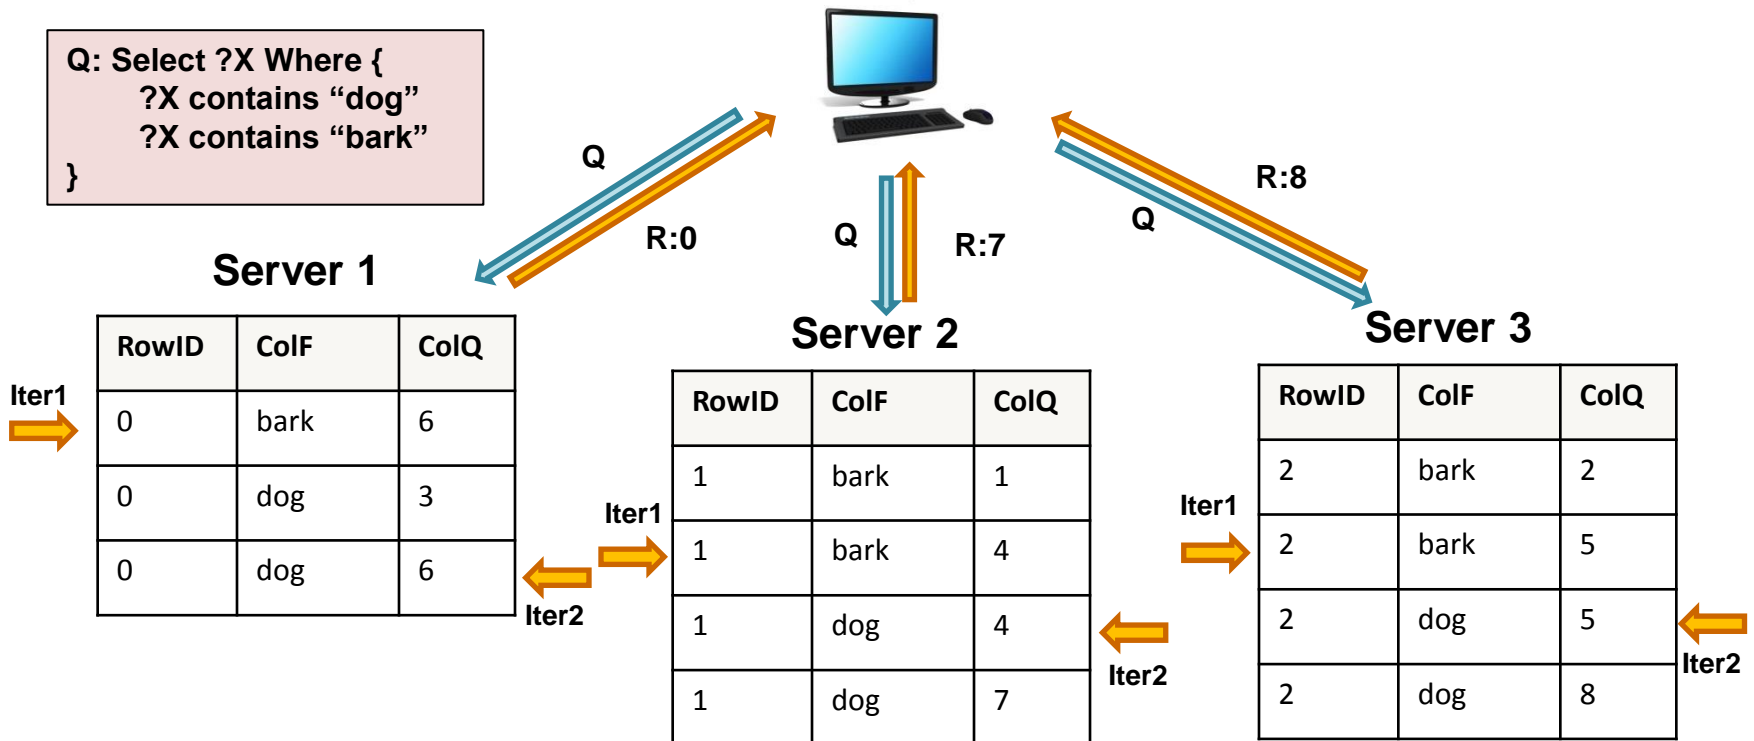 Q: Select ?X Where {
?X contains “dog”
?X contains “bark”
}
Q
R:0
Q
R:7
R:8
Q
Server 1
RowID ColF ColQ
0 bark 6
0 dog 3
0 dog 6
Iter1
Iter2
Server 2
RowID ColF ColQ
1 bark 1
1 bark 4
1 dog 4
1 dog 7
Iter1
Iter2
Server 3
RowID ColF ColQ
2 bark 2
2 bark 5
2 dog 5
2 dog 8
Iter1
Iter2